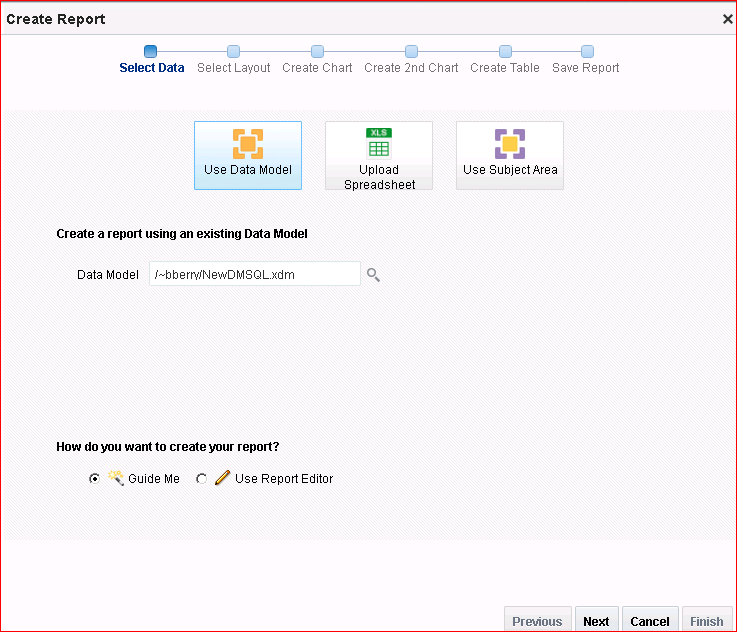 Create Report
Select Data Select Layout Create Chart Create 2nd Chart Create Table Save Report
XLS
Use Data Model Upload Spreadsheet Use Subject Area
Create a report using an existing Data Model
Data Model /~bberry/NewDMSQL.xdm
How do you want to create your report?
Guide Me Use Report Editor
Previous Next Cancel Finish